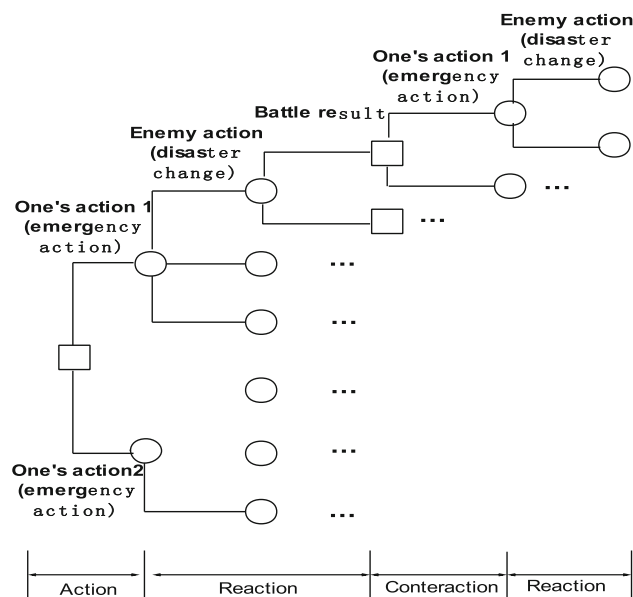 Enemy action
(disaster
change)
One's action 1
(emergency
action)
Battle result
Enemy action
(disaster
change)
...
...
One's action 1
(emergency
action)
...
...
...
...
...
One's action2
(emergency
action)
Action
Reaction
Conteraction
Reaction